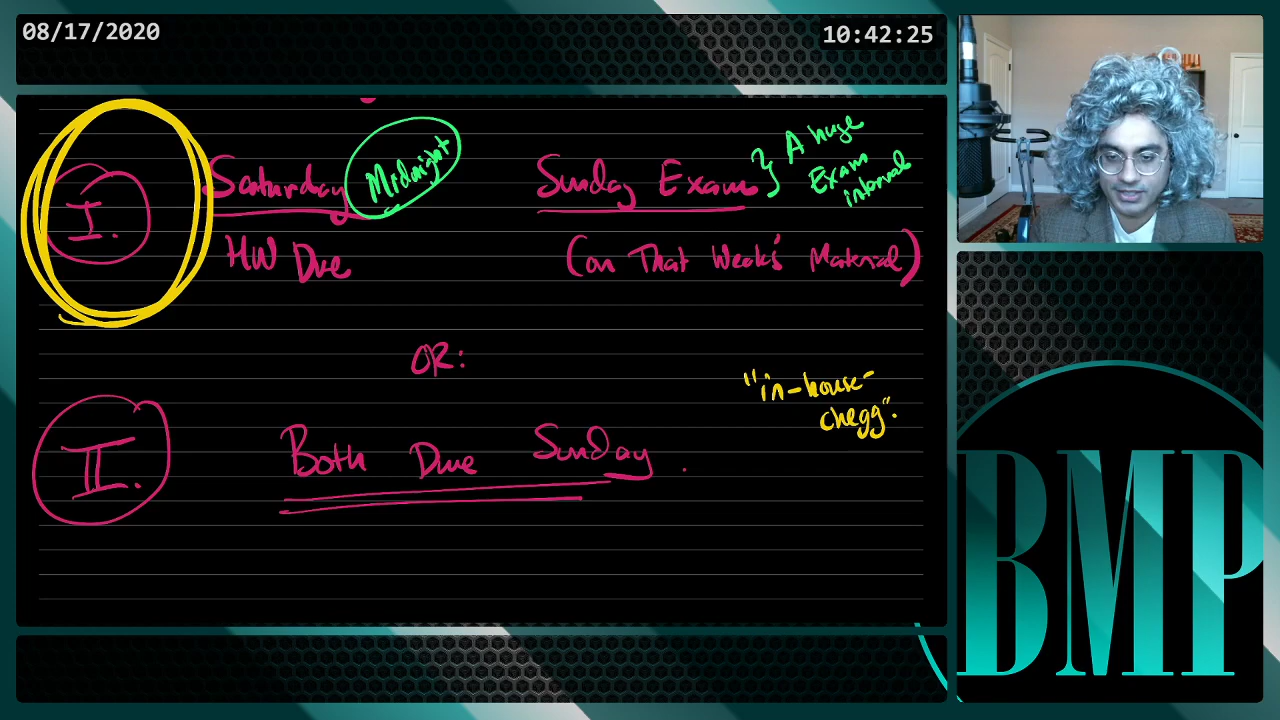 08/17/2020
10:42:25
I. Saturday Midnight Sunday Exam } A huge
Exam
interval
HW Due (on That Week's Material)
OR:
"in-house-
chegg".
II. Both Due Sunday.
BMP